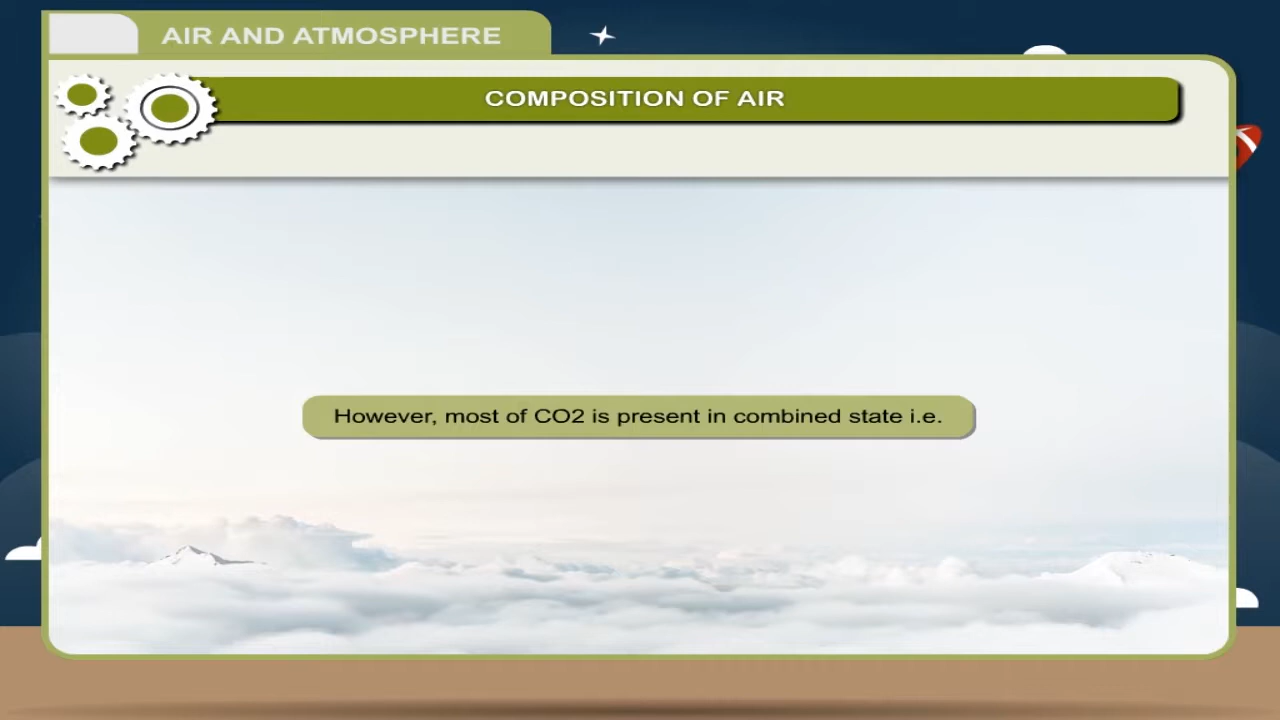 AIR AND ATMOSPHERE
COMPOSITION OF AIR
However, most of CO2 is present in combined state i.e.